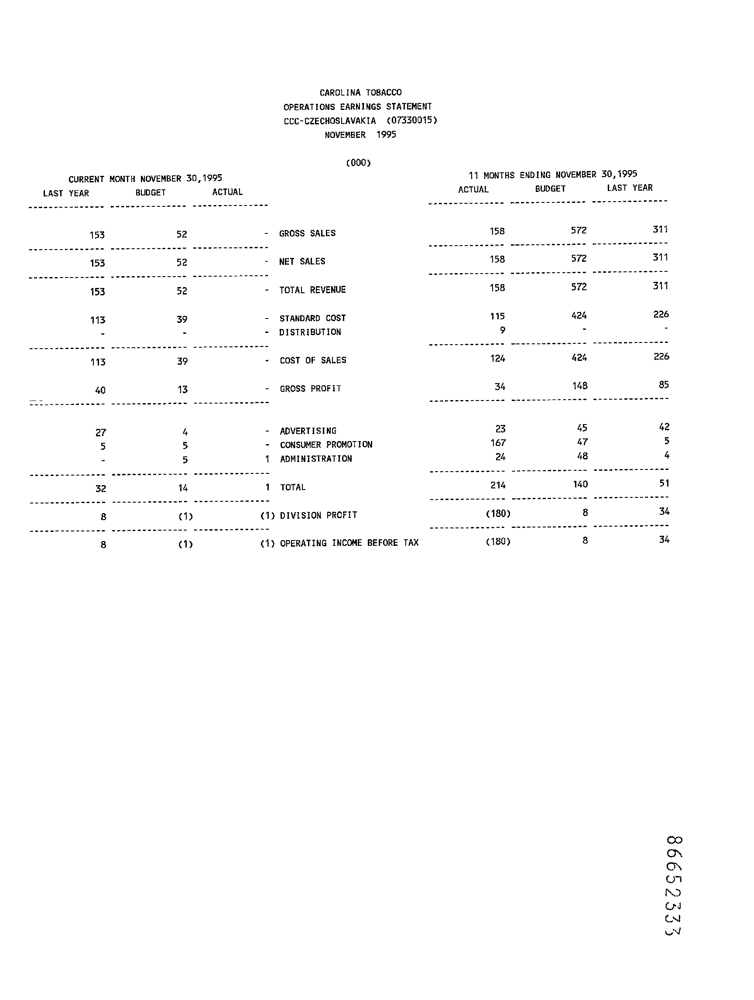 CAROLINA TOBACCO
OPERATIONS EARNINGS STATEMENT
CCC-CZECHOSLAVAKIA (07330015)
NOVEMBER 1995
(000)
CURRENT MONTH NOVEMBER 30,1995 11 MONTHS ENDING NOVEMBER 30,1995
LAST YEAR BUDGET ACTUAL ACTUAL BUDGET LAST YEAR
153 52 - GROSS SALES 158 572 311
153 52 - NET SALES 158 572 311
153 52 - TOTAL REVENUE 158 572 311
113 39 - STANDARD COST 115 424 226
- - - DISTRIBUTION 9 - -
113 39 - COST OF SALES 124 424 226
40 13 - GROSS PROFIT 34 148 85
27 4 - ADVERTISING 23 45 42
5 5 - CONSUMER PROMOTION 167 47 5
- 5 1 ADMINISTRATION 24 48 4
32 14 1 TOTAL 214 140 51
8 (1) (1) DIVISION PROFIT (180) 8 34
8 (1) (1) OPERATING INCOME BEFORE TAX (180) 8 34
86652333